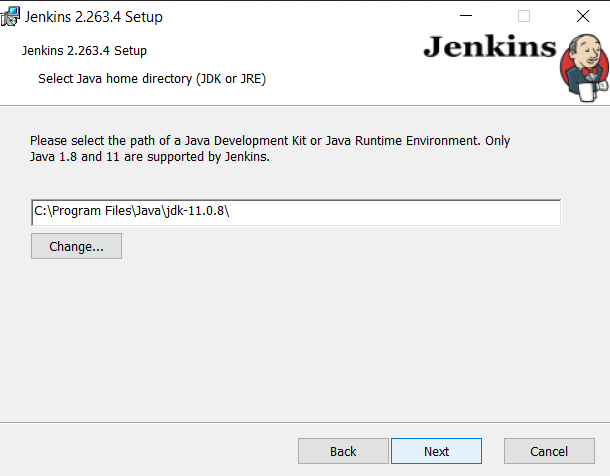 Jenkins 2.263.4 Setup
Jenkins 2.263.4 Setup
Jenkins
Select Java home directory (JDK or JRE)
Please select the path of a Java Development Kit or Java Runtime Environment. Only
Java 1.8 and 11 are supported by Jenkins.
C:\Program Files\Java\jdk-11.0.8\
Change...
Back
Next
Cancel